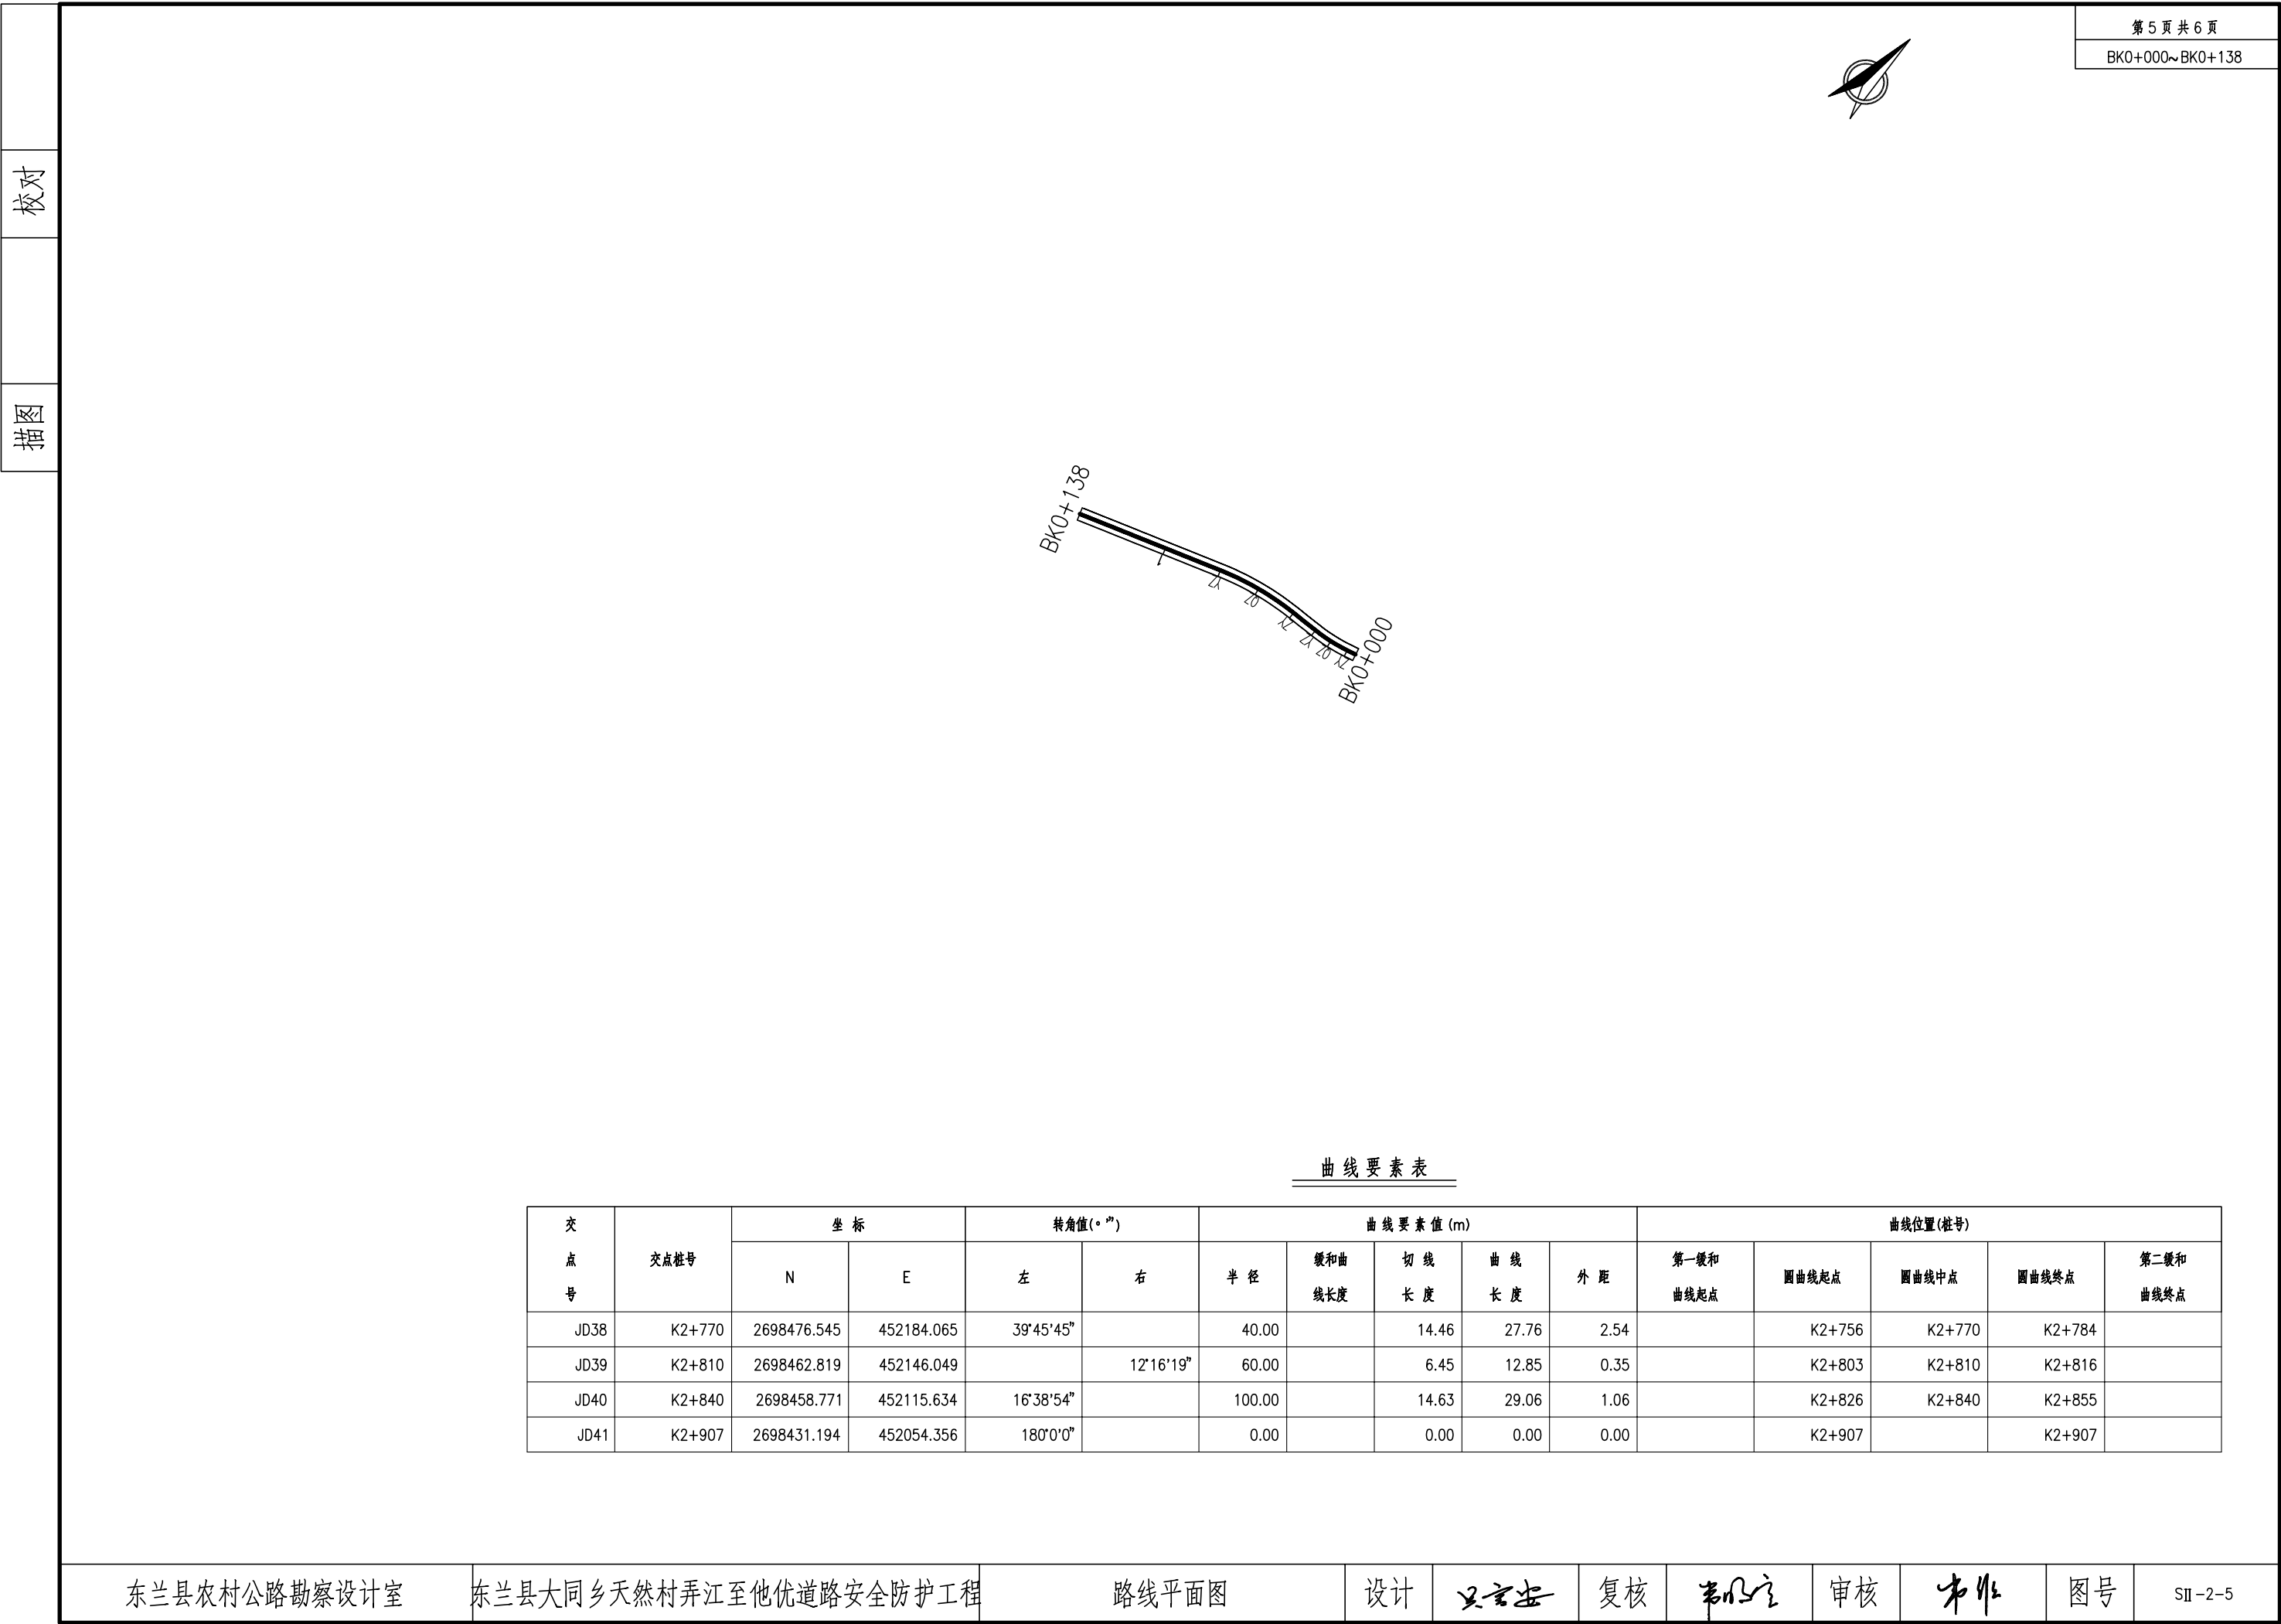 第 5 页 共 6 页
BK0+000~BK0+138
校对
描图
BK0+138
1
YZ
QZ
ZY
YZ
QZ
ZY
BK0+000
曲线要素表
交点号 交点桩号 坐 标 转角值(° ′″) 曲线要素值(m) 曲线位置(桩号)
N E 左 右 半 径 缓和曲线长度 切 线长 度 曲 线长 度 外 距 第一缓和曲线起点 圆曲线起点 圆曲线中点 圆曲线终点 第二缓和曲线终点
JD38 K2+770 2698476.545 452184.065 39°45'45" 40.00 14.46 27.76 2.54 K2+756 K2+770 K2+784
JD39 K2+810 2698462.819 452146.049 12°16'19" 60.00 6.45 12.85 0.35 K2+803 K2+810 K2+816
JD40 K2+840 2698458.771 452115.634 16°38'54" 100.00 14.63 29.06 1.06 K2+826 K2+840 K2+855
JD41 K2+907 2698431.194 452054.356 180°0'0" 0.00 0.00 0.00 0.00 K2+907 K2+907
东兰县农村公路勘察设计室 东兰县大同乡天然村弄江至他优道路安全防护工程 路线平面图 设计 复核 审核 图号 SⅡ-2-5